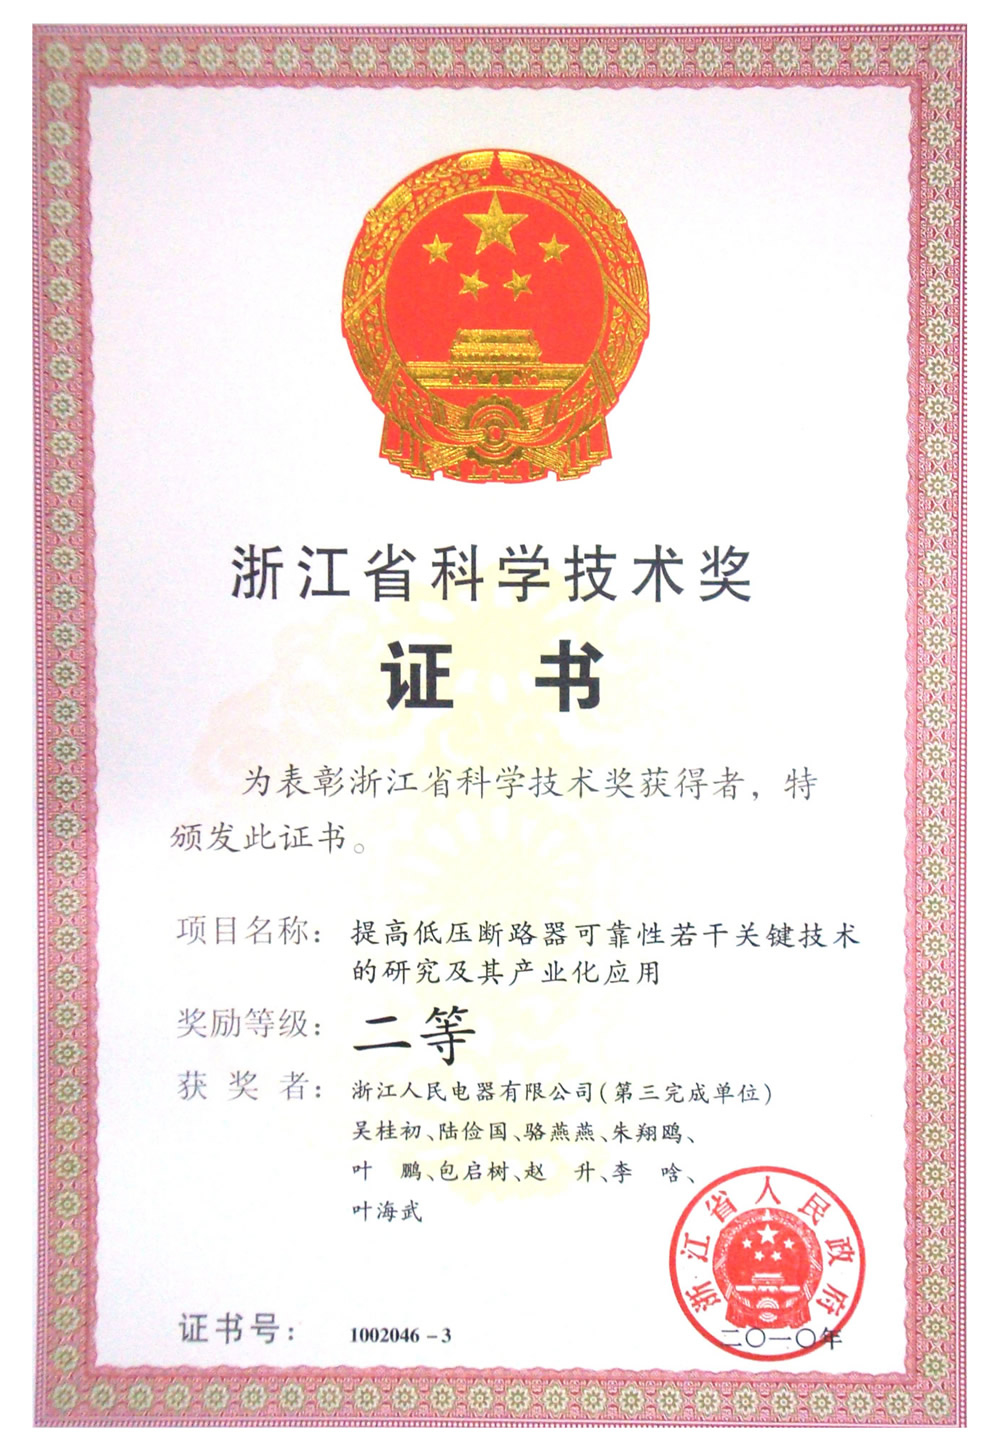 浙江省科学技术奖
证 书
为表彰浙江省科学技术奖获得者，特
颁发此证书。
项目名称： 提高低压断路器可靠性若干关键技术
的研究及其产业化应用
奖励等级： 二等
获 奖 者： 浙江人民电器有限公司(第三完成单位)
吴桂初、陆俭国、骆燕燕、朱翔鸥、
叶 鹏、包启树、赵 升、李 啥、
叶海武
浙江省人民政府
二〇一〇年
证书号： 1002046－3